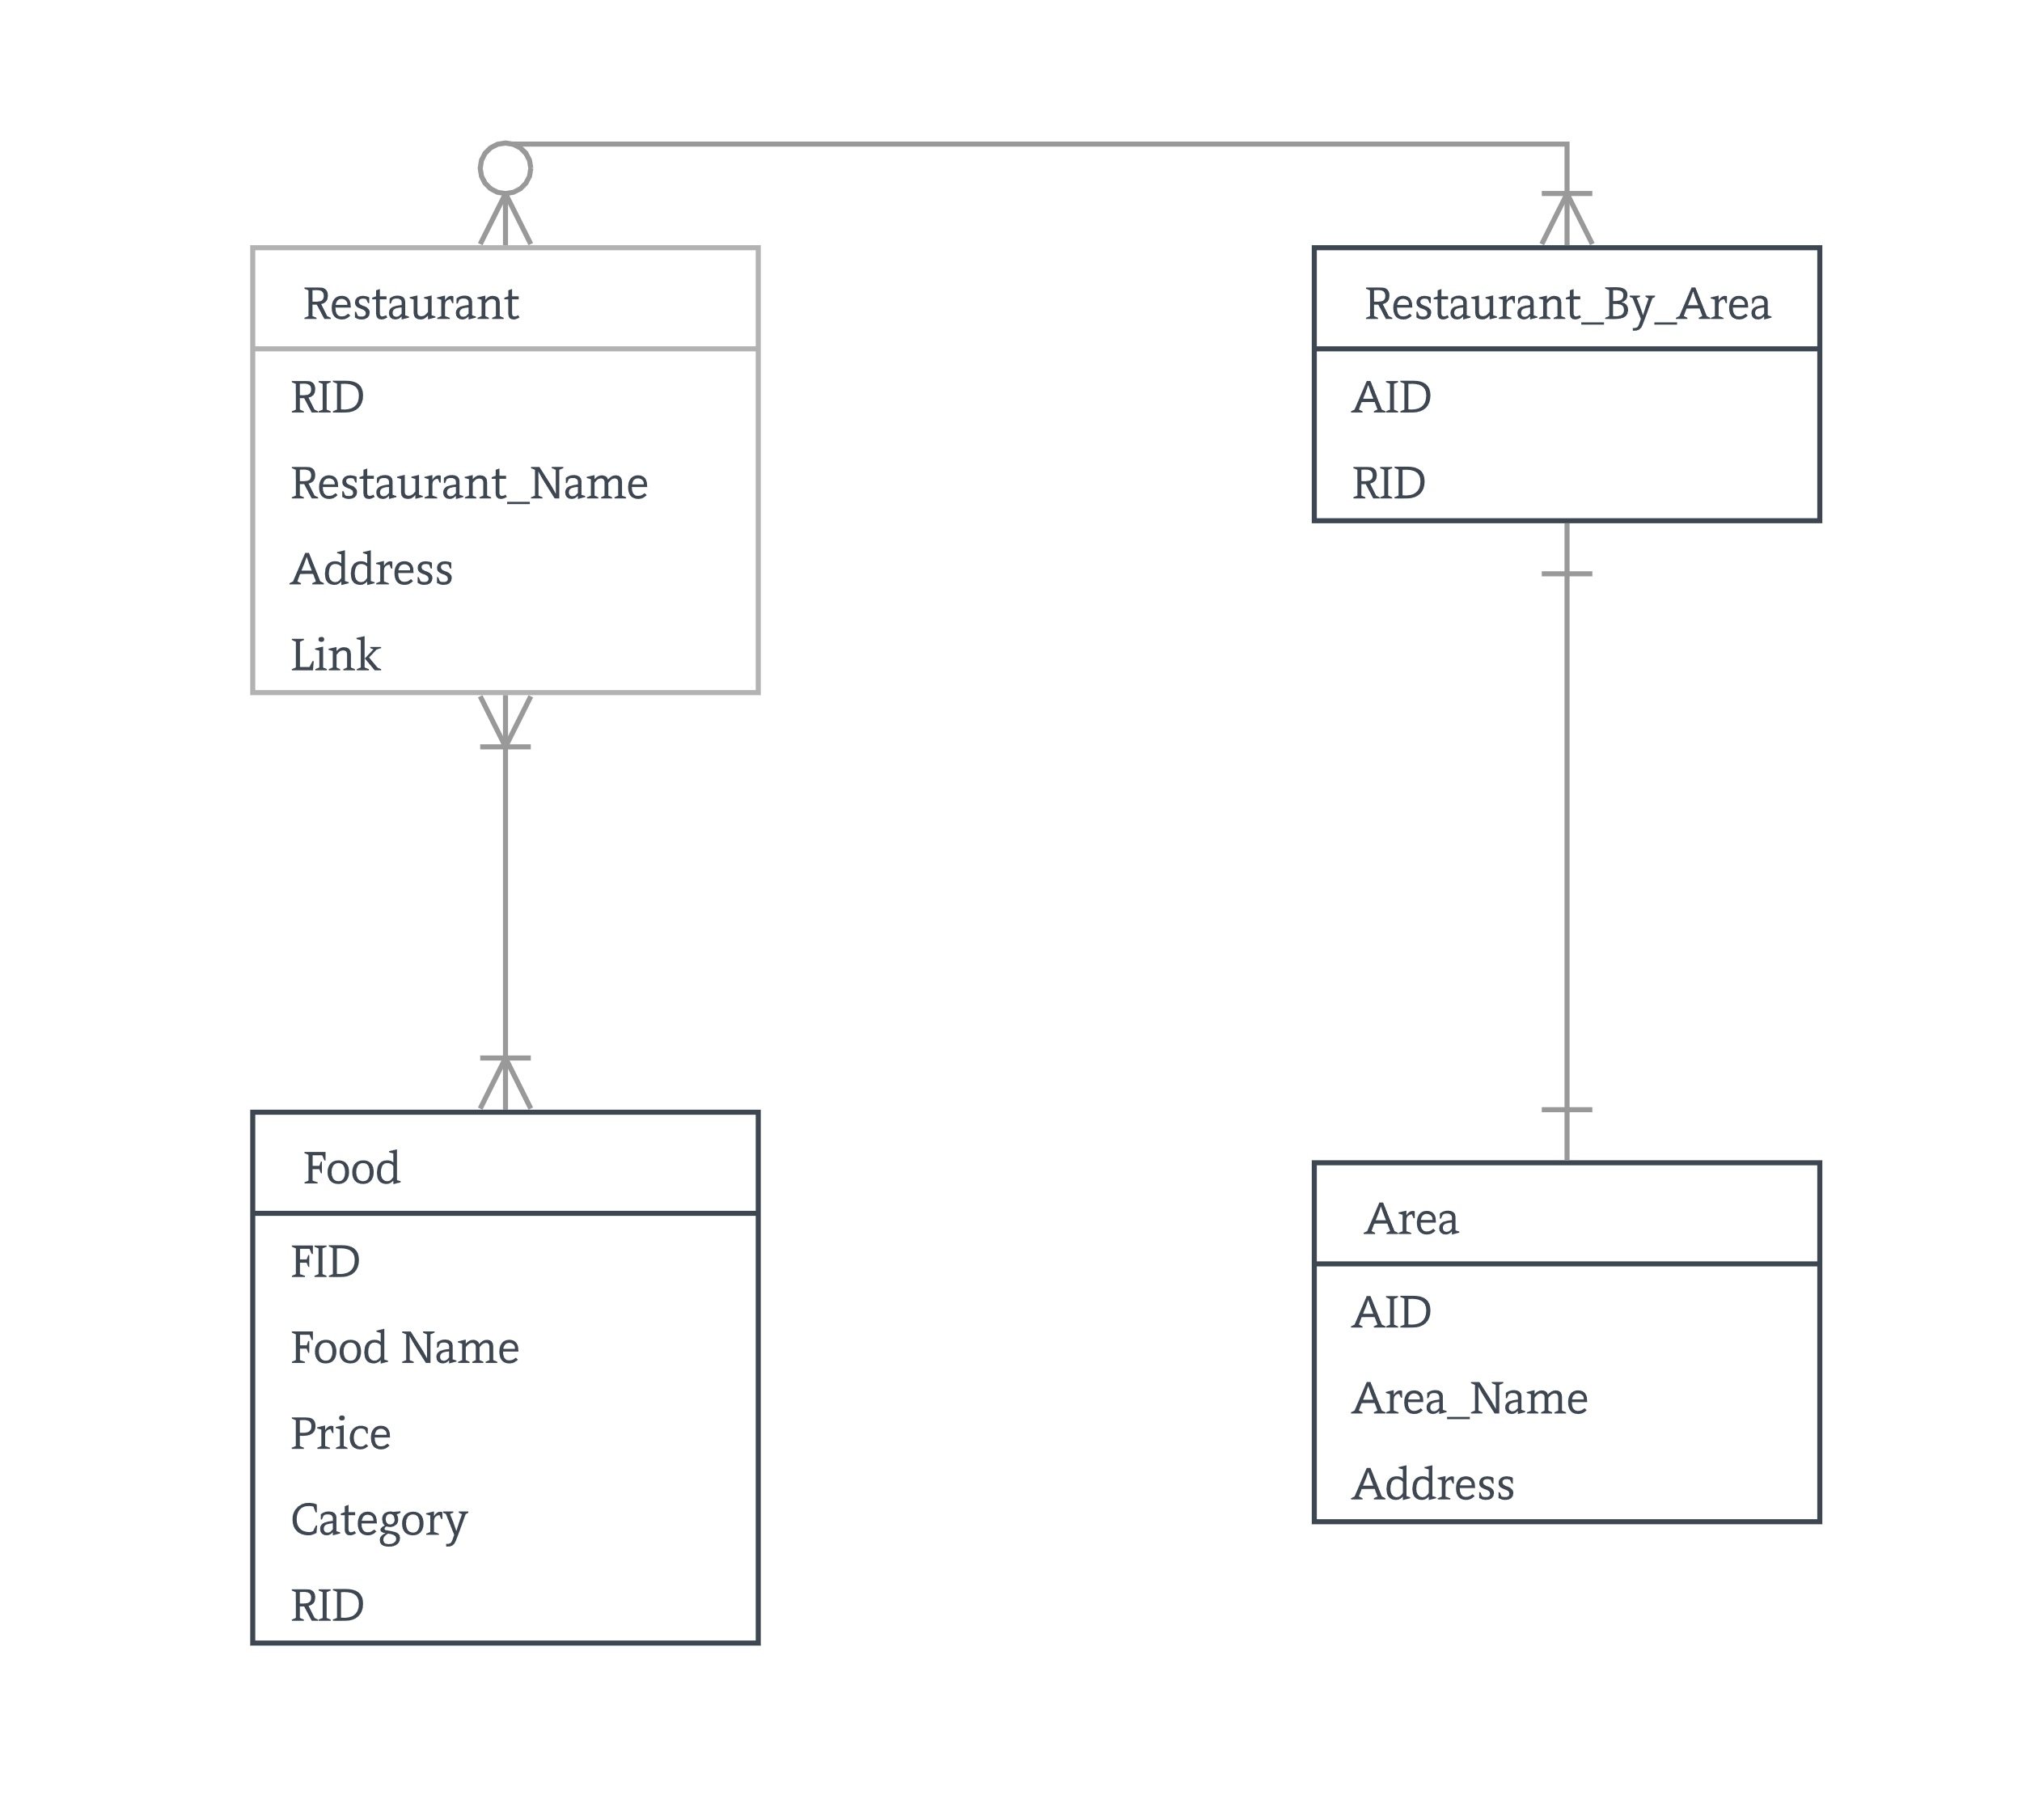 Restaurant
RID
Restaurant_Name
Address
Link
Restaurant_By_Area
AID
RID
Food
FID
Food Name
Price
Category
RID
Area
AID
Area_Name
Address